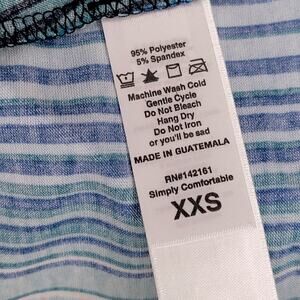 95% Polyester
5% Spandex
Machine Wash Cold
Gentle Cycle
Do Not Bleach
Hang Dry
Do Not Iron
or you'll be sad
MADE IN GUATEMALA
RN#142161
Simply Comfortable
XXS